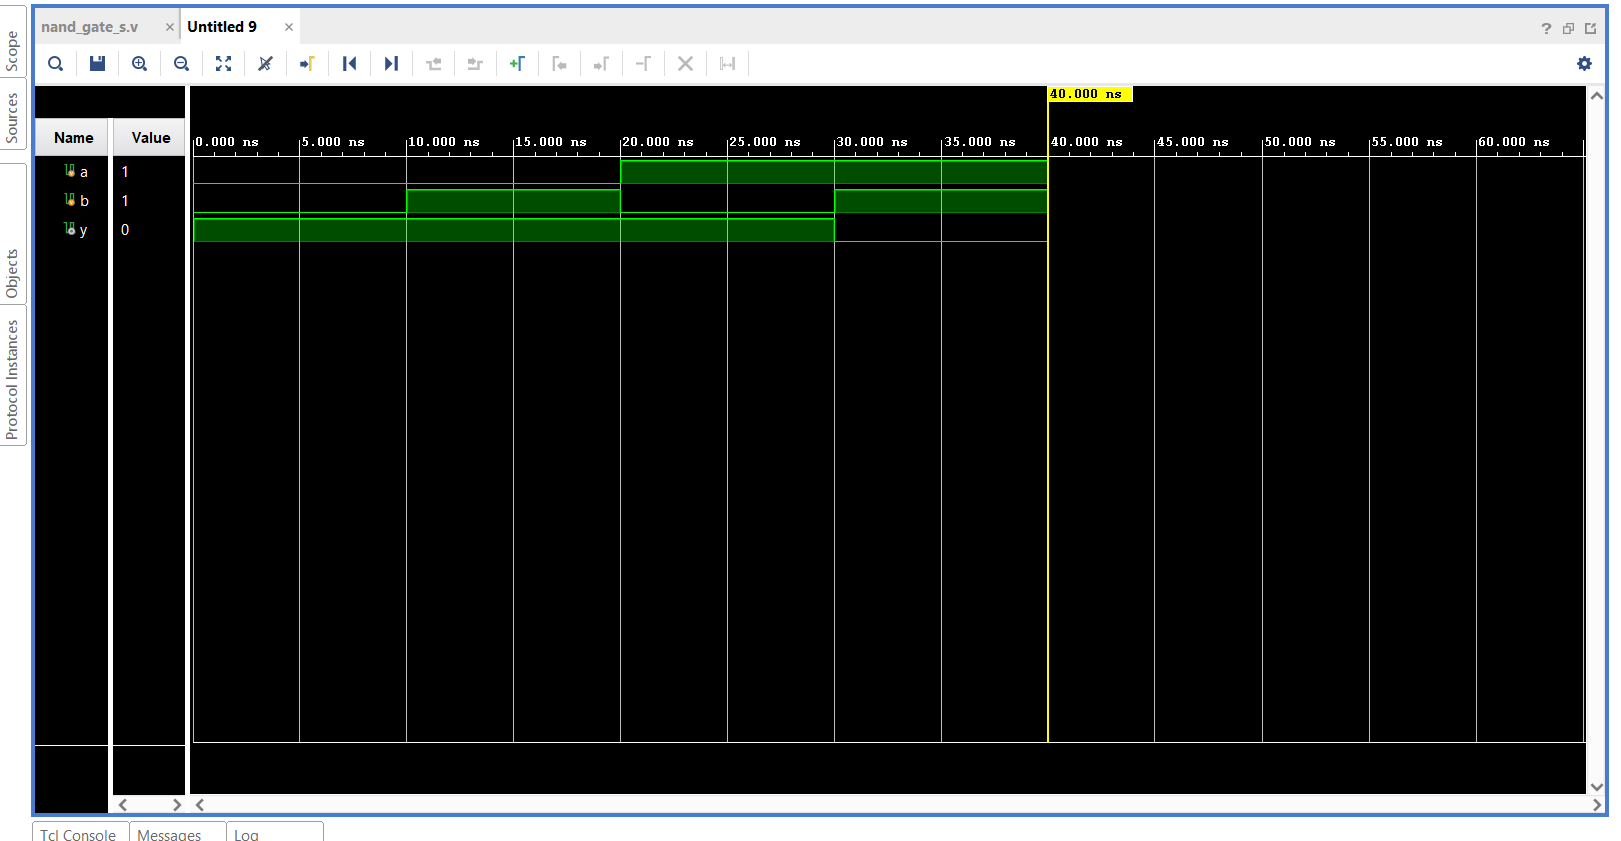 Scope
Sources
Objects
Protocol Instances
nand_gate_s.v
Untitled 9
?
40.000 ns
Name Value
0.000 ns 5.000 ns 10.000 ns 15.000 ns 20.000 ns 25.000 ns 30.000 ns 35.000 ns 40.000 ns 45.000 ns 50.000 ns 55.000 ns 60.000 ns
a 1
b 1
y 0
Tcl Console Messages Log